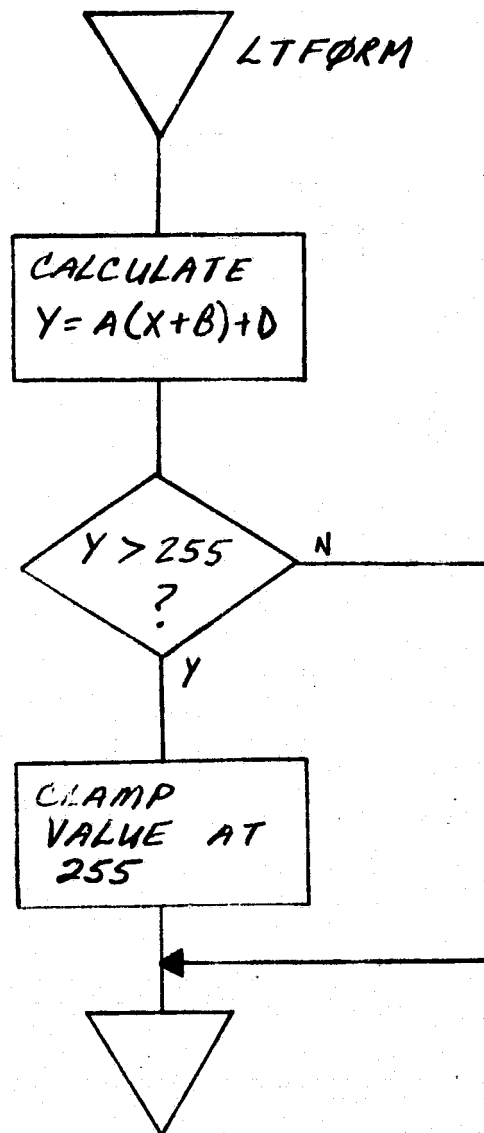 LTFØRM
CALCULATE
Y = A(X+B)+D
Y > 255
?
N
Y
CLAMP
VALUE AT
255